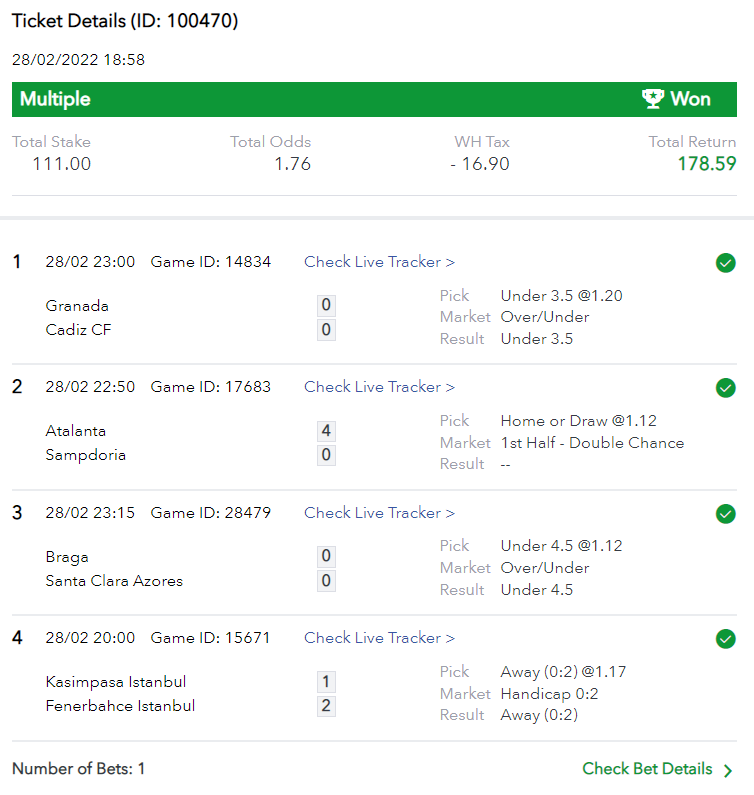 Ticket Details (ID: 100470)
28/02/2022 18:58
Multiple Won
Total Stake Total Odds WH Tax Total Return
111.00 1.76 - 16.90 178.59
1 28/02 23:00 Game ID: 14834 Check Live Tracker >
Pick Under 3.5 @1.20
Granada 0
Market Over/Under
Cadiz CF 0
Result Under 3.5
2 28/02 22:50 Game ID: 17683 Check Live Tracker >
Pick Home or Draw @1.12
Atalanta 4
Market 1st Half - Double Chance
Sampdoria 0
Result --
3 28/02 23:15 Game ID: 28479 Check Live Tracker >
Pick Under 4.5 @1.12
Braga 0
Market Over/Under
Santa Clara Azores 0
Result Under 4.5
4 28/02 20:00 Game ID: 15671 Check Live Tracker >
Pick Away (0:2) @1.17
Kasimpasa Istanbul 1
Market Handicap 0:2
Fenerbahce Istanbul 2
Result Away (0:2)
Number of Bets: 1 Check Bet Details >